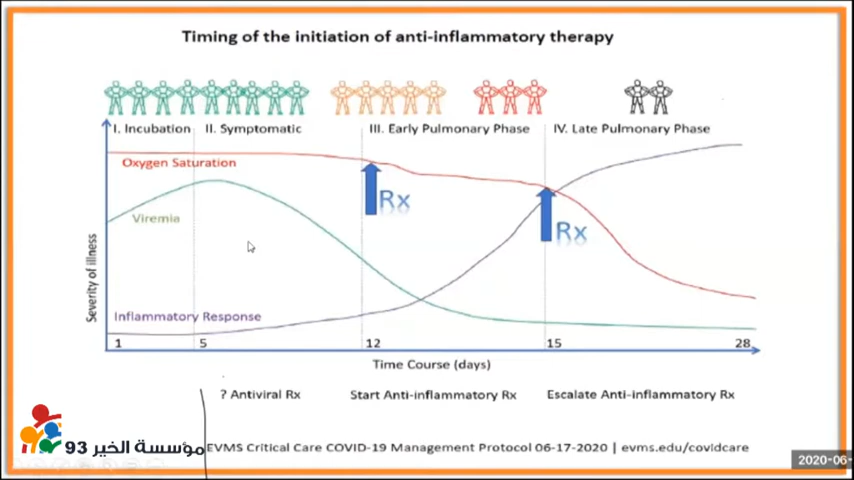 Timing of the initiation of anti-inflammatory therapy
I. Incubation
II. Symptomatic
III. Early Pulmonary Phase
IV. Late Pulmonary Phase
Oxygen Saturation
Rx
Viremia
Rx
Severity of illness
Inflammatory Response
1 5 12 15 28
Time Course (days)
? Antiviral Rx
Start Anti-inflammatory Rx
Escalate Anti-inflammatory Rx
مؤسسة الخير 93
EVMS Critical Care COVID-19 Management Protocol 06-17-2020 | evms.edu/covidcare
2020-06-